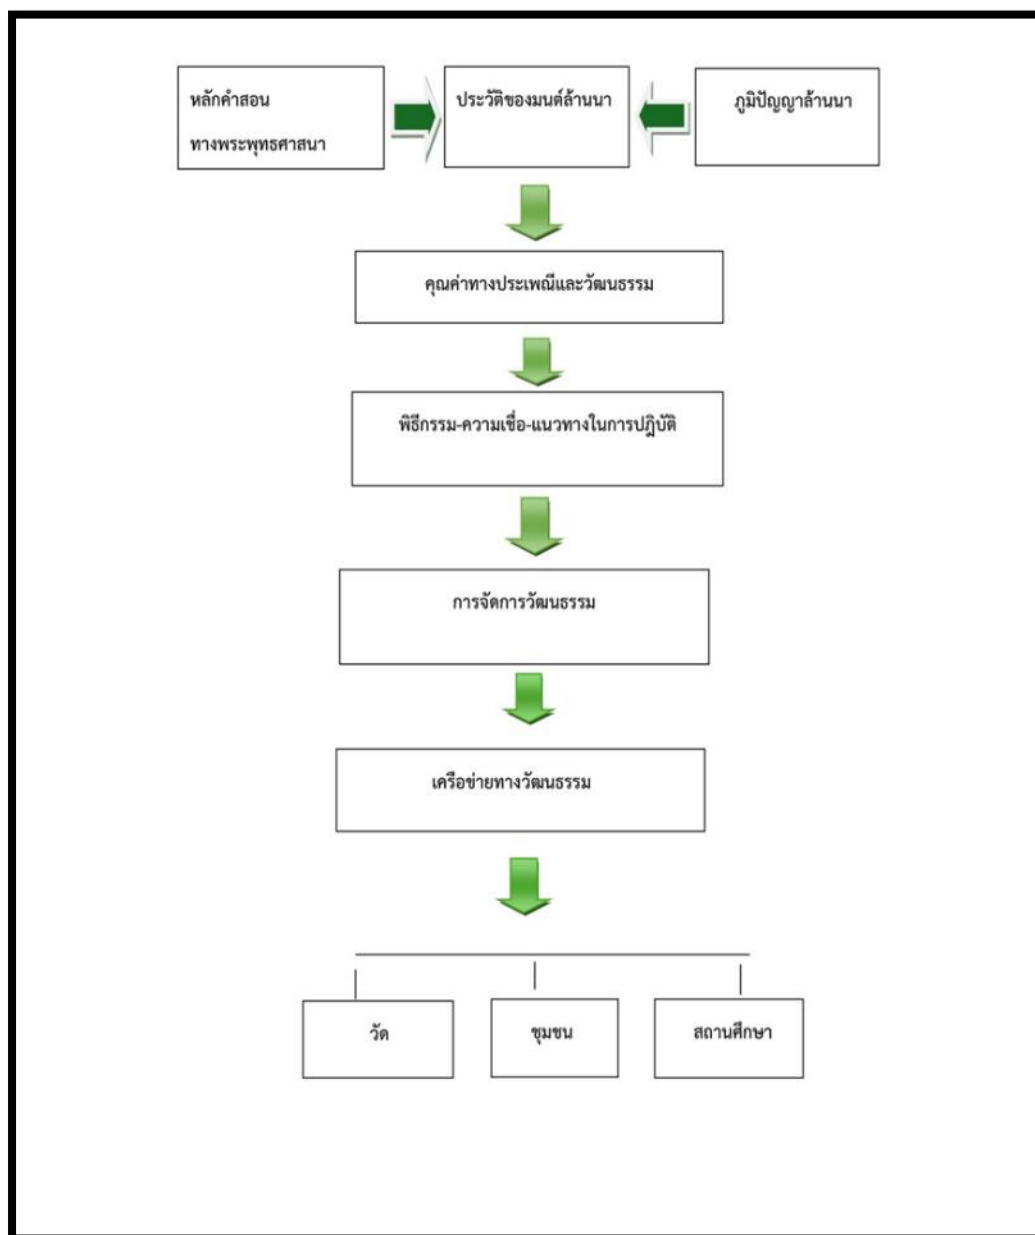 หลักคำสอน
ทางพระพุทธศาสนา
ประวัติของมนต์ล้านนา
ภูมิปัญญาล้านนา
คุณค่าทางประเพณีและวัฒนธรรม
พิธีกรรม-ความเชื่อ-แนวทางในการปฎิบัติ
การจัดการวัฒนธรรม
เครือข่ายทางวัฒนธรรม
วัด
ชุมชน
สถานศึกษา